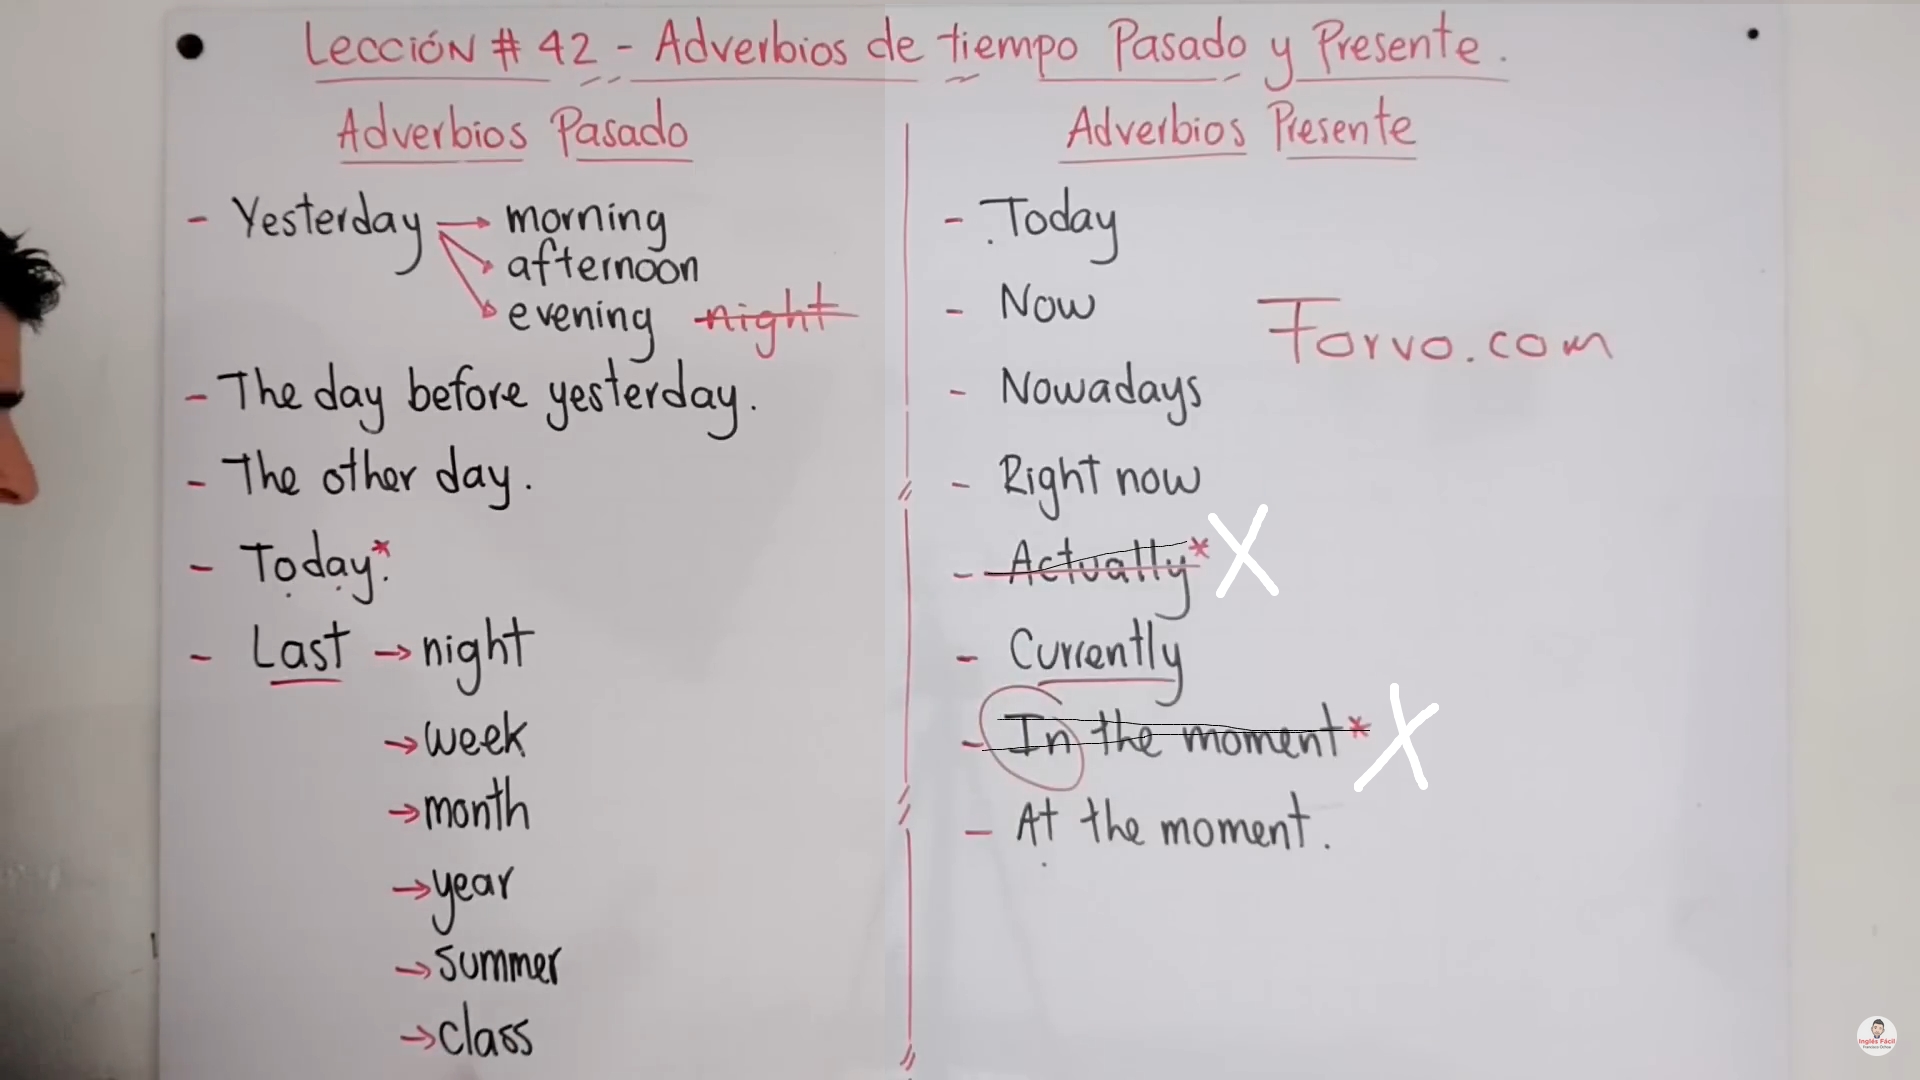 Lección # 42 - Adverbios de tiempo Pasado y Presente.
Adverbios Pasado
- Yesterday → morning
→ afternoon
→ evening night
- The day before yesterday.
- The other day.
- Today*.
- Last → night
→ week
→ month
→ year
→ summer
→ class
Adverbios Presente
- Today
- Now
Forvo.com
- Nowadays
- Right now
- Actually* X
- Currently
- In the moment* X
- At the moment.
Inglés Fácil